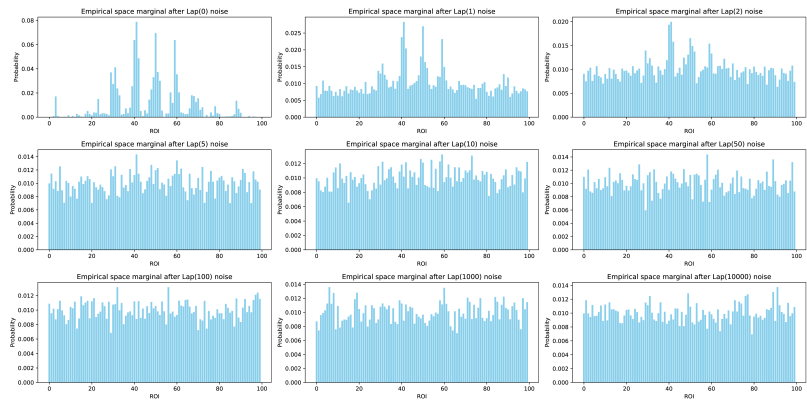 Empirical space marginal after Lap(0) noise
Probability
0.08
0.06
0.04
0.02
0.00
0 20 40 60 80 100
ROI
Empirical space marginal after Lap(1) noise
Probability
0.025
0.020
0.015
0.010
0.005
0.000
0 20 40 60 80 100
ROI
Empirical space marginal after Lap(2) noise
Probability
0.020
0.015
0.010
0.005
0.000
0 20 40 60 80 100
ROI
Empirical space marginal after Lap(5) noise
Probability
0.014
0.012
0.010
0.008
0.006
0.004
0.002
0.000
0 20 40 60 80 100
ROI
Empirical space marginal after Lap(10) noise
Probability
0.012
0.010
0.008
0.006
0.004
0.002
0.000
0 20 40 60 80 100
ROI
Empirical space marginal after Lap(50) noise
Probability
0.014
0.012
0.010
0.008
0.006
0.004
0.002
0.000
0 20 40 60 80 100
ROI
Empirical space marginal after Lap(100) noise
Probability
0.012
0.010
0.008
0.006
0.004
0.002
0.000
0 20 40 60 80 100
ROI
Empirical space marginal after Lap(1000) noise
Probability
0.014
0.012
0.010
0.008
0.006
0.004
0.002
0.000
0 20 40 60 80 100
ROI
Empirical space marginal after Lap(10000) noise
Probability
0.014
0.012
0.010
0.008
0.006
0.004
0.002
0.000
0 20 40 60 80 100
ROI